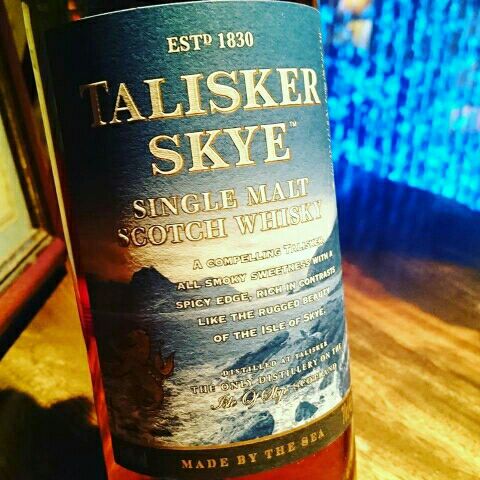 ESTD 1830
TALISKER
SKYE™
SINGLE MALT
SCOTCH WHISKY
A COMPELLING TALISKER,
ALL SMOKY SWEETNESS WITH A
SPICY EDGE, RICH IN CONTRASTS
LIKE THE RUGGED BEAUTY
OF THE ISLE OF SKYE.
DISTILLED AT TALISKER
THE ONLY DISTILLERY ON THE
Isle Of Skye SCOTLAND
MADE BY THE SEA